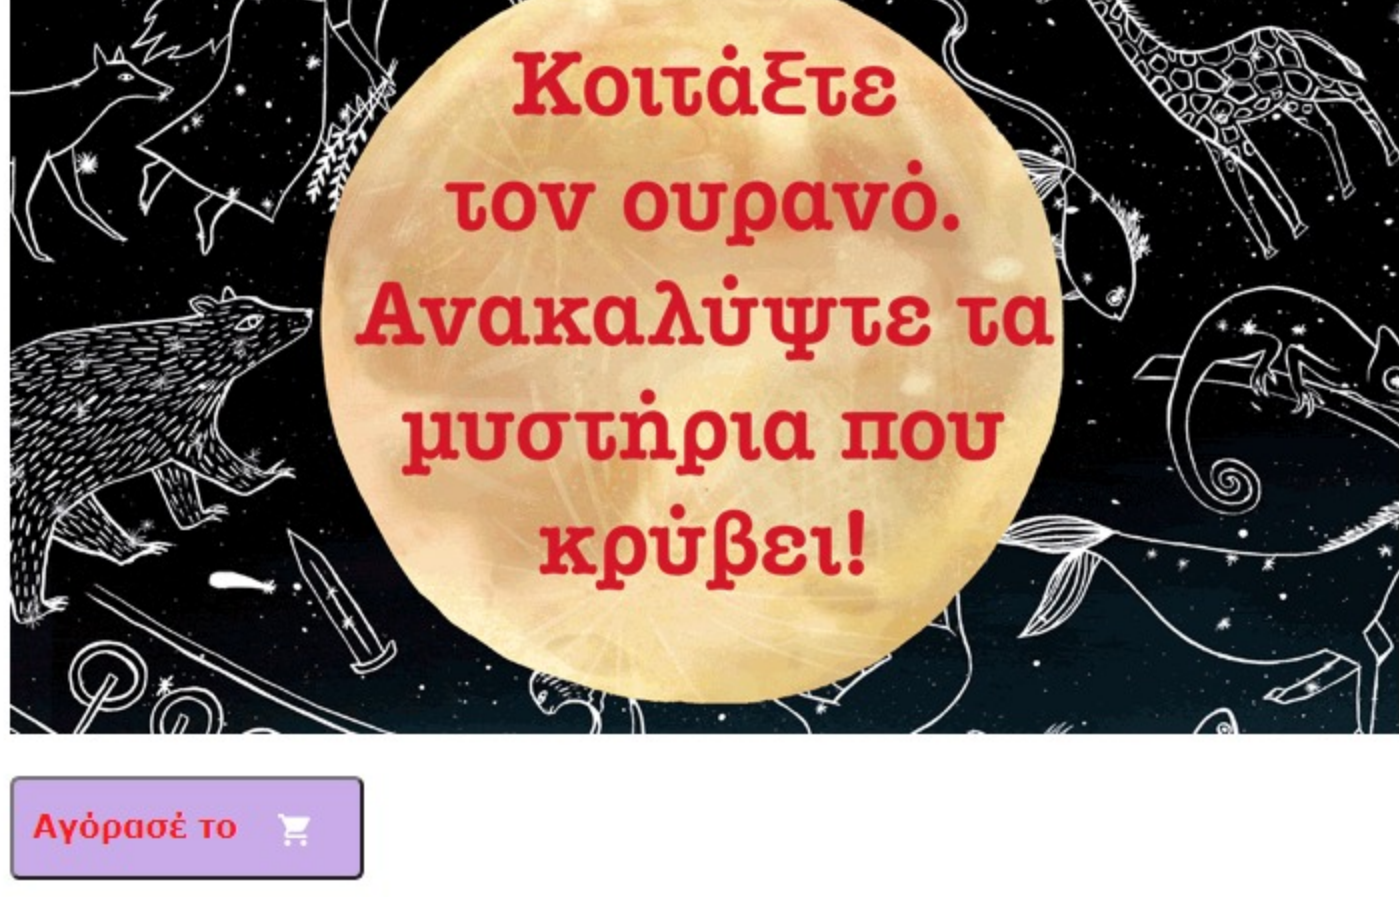 Κοιτάξτε
τον ουρανό.
Ανακαλύψτε τα
μυστήρια που
κρύβει!
Αγόρασέ το